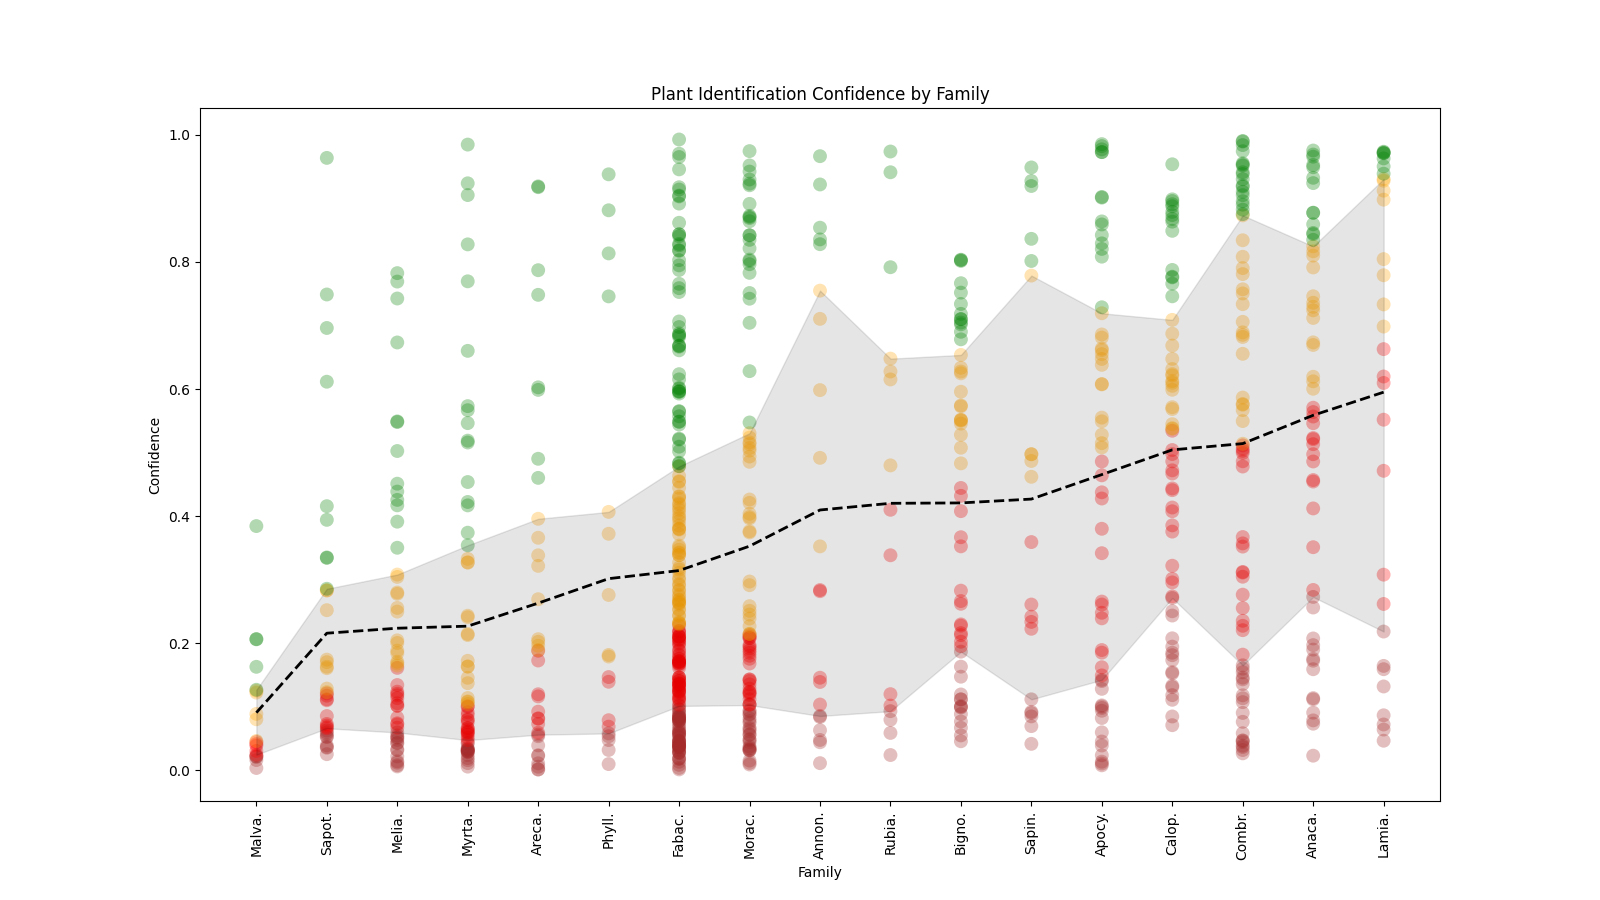 Plant Identification Confidence by Family
Confidence
1.0
0.8
0.6
0.4
0.2
0.0
Malva.
Sapot.
Melia.
Myrta.
Areca.
Phyll.
Fabac.
Morac.
Annon.
Rubia.
Bigno.
Sapin.
Apocy.
Calop.
Combr.
Anaca.
Lamia.
Family